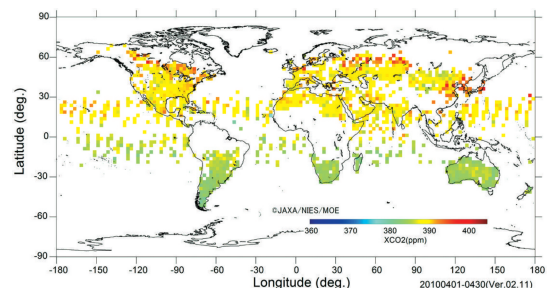 90
60
30
0
-30
-60
-90
Latitude (deg.)
©JAXA/NIES/MOE
360 370 380 390 400
XCO2(ppm)
-180 -150 -120 -90 -60 -30 0 30 60 90 120 150 180
Longitude (deg.)
20100401-0430(Ver.02.11)